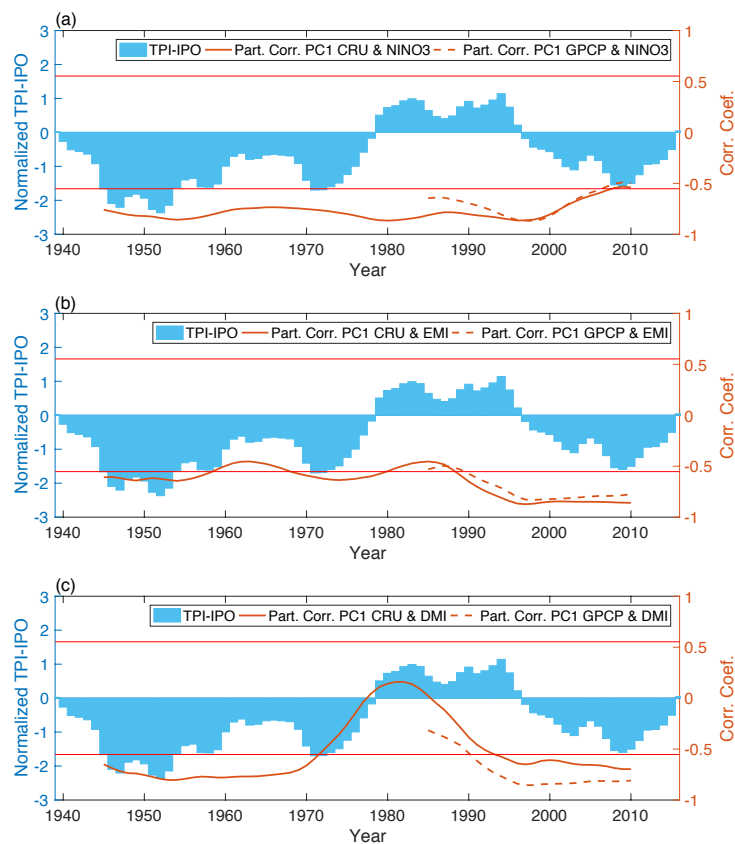 (a)
TPI-IPO Part. Corr. PC1 CRU & NINO3 Part. Corr. PC1 GPCP & NINO3
Normalized TPI-IPO
3
2
1
0
-1
-2
-3
1
0.5
0
-0.5
-1
Corr. Coef.
1940 1950 1960 1970 1980 1990 2000 2010
Year
(b)
TPI-IPO Part. Corr. PC1 CRU & EMI Part. Corr. PC1 GPCP & EMI
Normalized TPI-IPO
3
2
1
0
-1
-2
-3
1
0.5
0
-0.5
-1
Corr. Coef.
1940 1950 1960 1970 1980 1990 2000 2010
Year
(c)
TPI-IPO Part. Corr. PC1 CRU & DMI Part. Corr. PC1 GPCP & DMI
Normalized TPI-IPO
3
2
1
0
-1
-2
-3
1
0.5
0
-0.5
-1
Corr. Coef.
1940 1950 1960 1970 1980 1990 2000 2010
Year